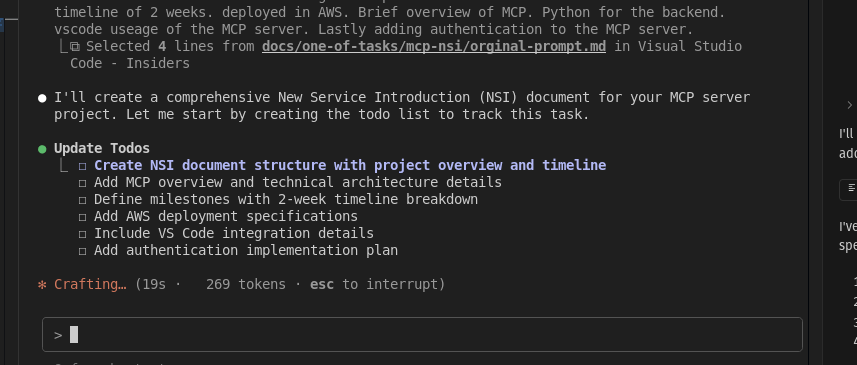 timeline of 2 weeks. deployed in AWS. Brief overview of MCP. Python for the backend.
vscode useage of the MCP server. Lastly adding authentication to the MCP server.
⎿ ⧉ Selected 4 lines from docs/one-of-tasks/mcp-nsi/orginal-prompt.md in Visual Studio
Code - Insiders
● I'll create a comprehensive New Service Introduction (NSI) document for your MCP server
project. Let me start by creating the todo list to track this task.
● Update Todos
⎿ ☐ Create NSI document structure with project overview and timeline
☐ Add MCP overview and technical architecture details
☐ Define milestones with 2-week timeline breakdown
☐ Add AWS deployment specifications
☐ Include VS Code integration details
☐ Add authentication implementation plan
✻ Crafting… (19s · 269 tokens · esc to interrupt)
>
I'll
add
I've
spe
1
2
3
4